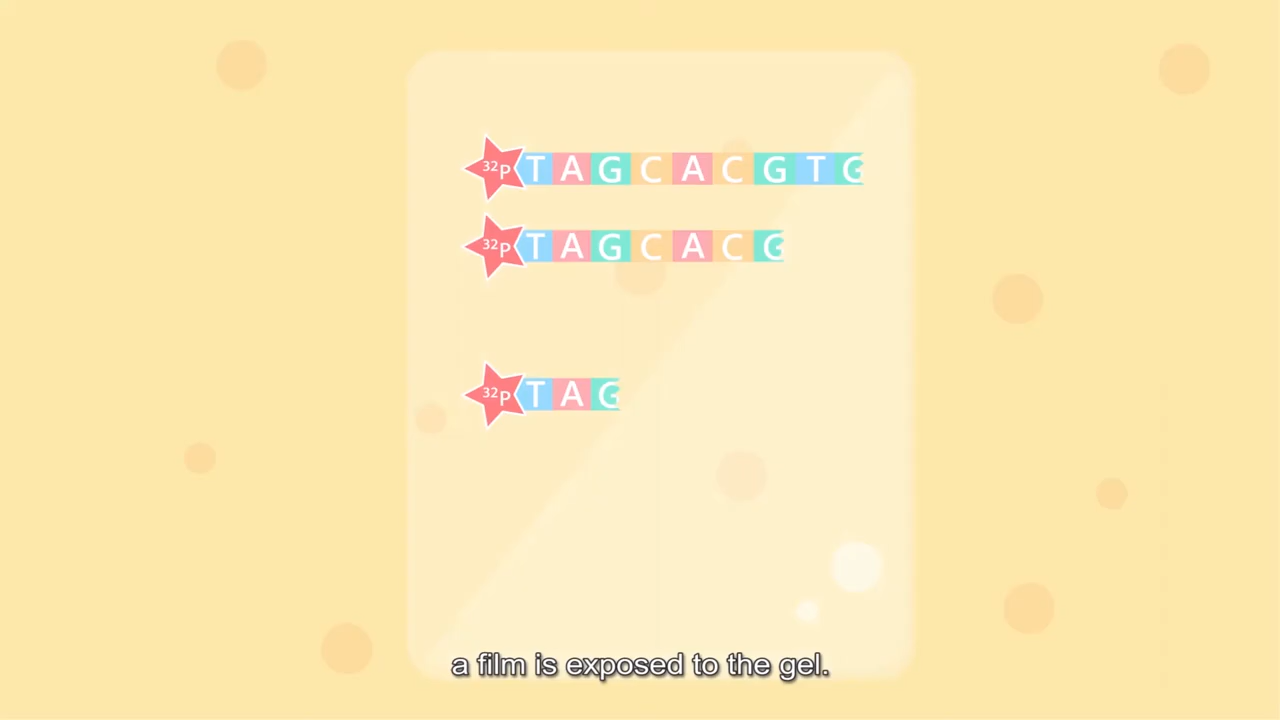 32P TAGCACGTG
32P TAGCACG
32P TAG
a film is exposed to the gel.